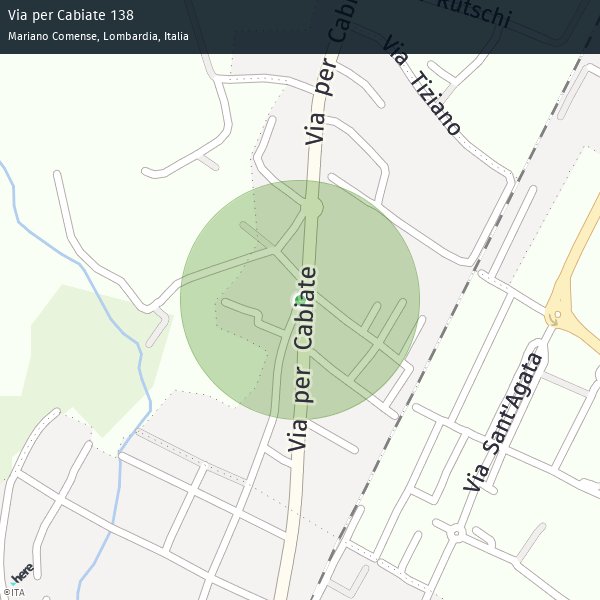 Via per Cabiate 138
Mariano Comense, Lombardia, Italia
Rutschi
Via per Cabi
Via Tiziano
Via per Cabiate
Via Sant'Agata
here
©ITA